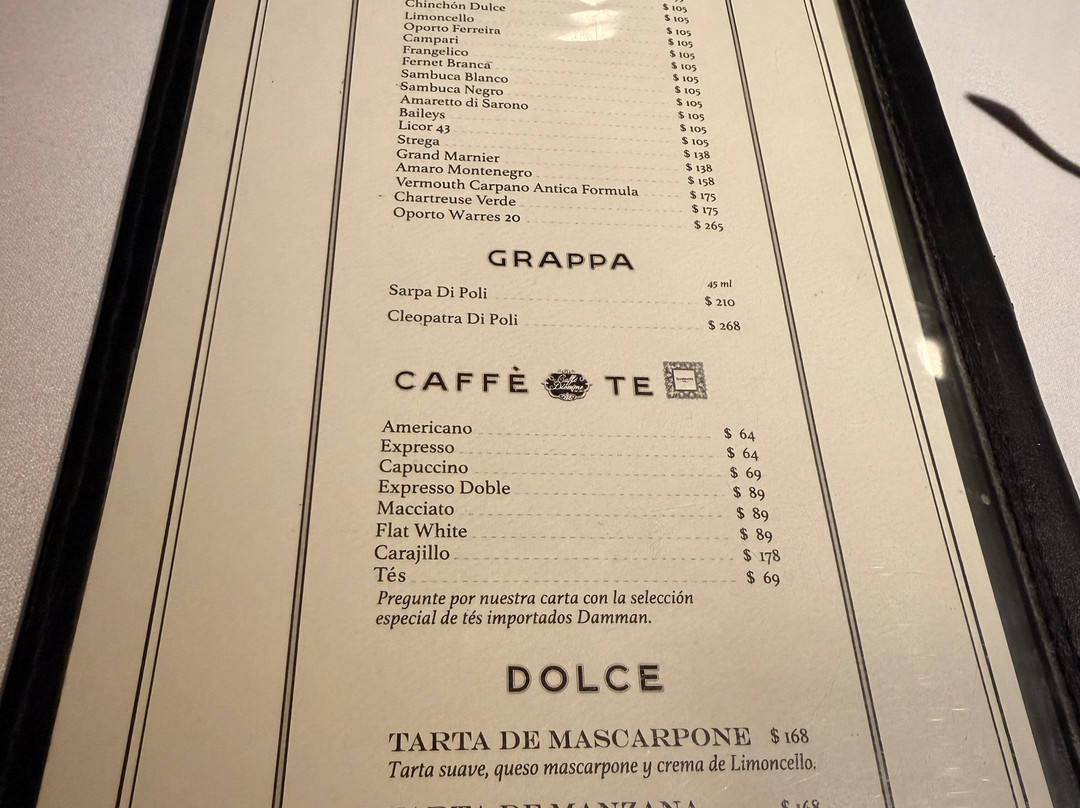 $ 105
Chinchón Dulce $ 105
Limoncello $ 105
Oporto Ferreira $ 105
Campari $ 105
Frangelico $ 105
Fernet Branca $ 105
Sambuca Blanco $ 105
Sambuca Negro $ 105
Amaretto di Sarono $ 105
Baileys $ 105
Licor 43 $ 105
Strega $ 138
Grand Marnier $ 138
Amaro Montenegro $ 158
Vermouth Carpano Antica Formula $ 175
Chartreuse Verde $ 175
Oporto Warres 20 $ 265
GRAPPA
45 ml
Sarpa Di Poli $ 210
Cleopatra Di Poli $ 268
CAFFÈ TE
Americano $ 64
Expresso $ 64
Capuccino $ 69
Expresso Doble $ 89
Macciato $ 89
Flat White $ 89
Carajillo $ 178
Tés $ 69
Pregunte por nuestra carta con la selección
especial de tés importados Damman.
DOLCE
TARTA DE MASCARPONE $ 168
Tarta suave, queso mascarpone y crema de Limoncello.
TARTA DE MANZANA $ 168